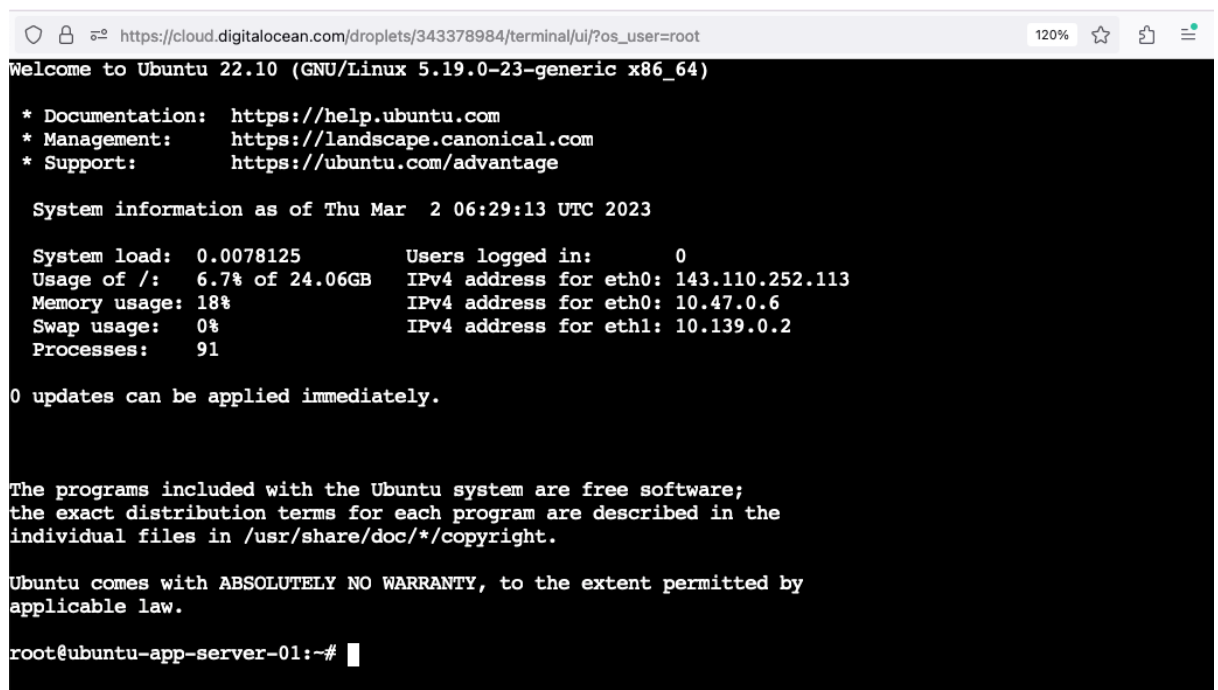 https://cloud.digitalocean.com/droplets/343378984/terminal/ui/?os_user=root 120%
Welcome to Ubuntu 22.10 (GNU/Linux 5.19.0-23-generic x86_64)
* Documentation: https://help.ubuntu.com
* Management: https://landscape.canonical.com
* Support: https://ubuntu.com/advantage
System information as of Thu Mar 2 06:29:13 UTC 2023
System load: 0.0078125 Users logged in: 0
Usage of /: 6.7% of 24.06GB IPv4 address for eth0: 143.110.252.113
Memory usage: 18% IPv4 address for eth0: 10.47.0.6
Swap usage: 0% IPv4 address for eth1: 10.139.0.2
Processes: 91
0 updates can be applied immediately.
The programs included with the Ubuntu system are free software;
the exact distribution terms for each program are described in the
individual files in /usr/share/doc/*/copyright.
Ubuntu comes with ABSOLUTELY NO WARRANTY, to the extent permitted by
applicable law.
root@ubuntu-app-server-01:~#